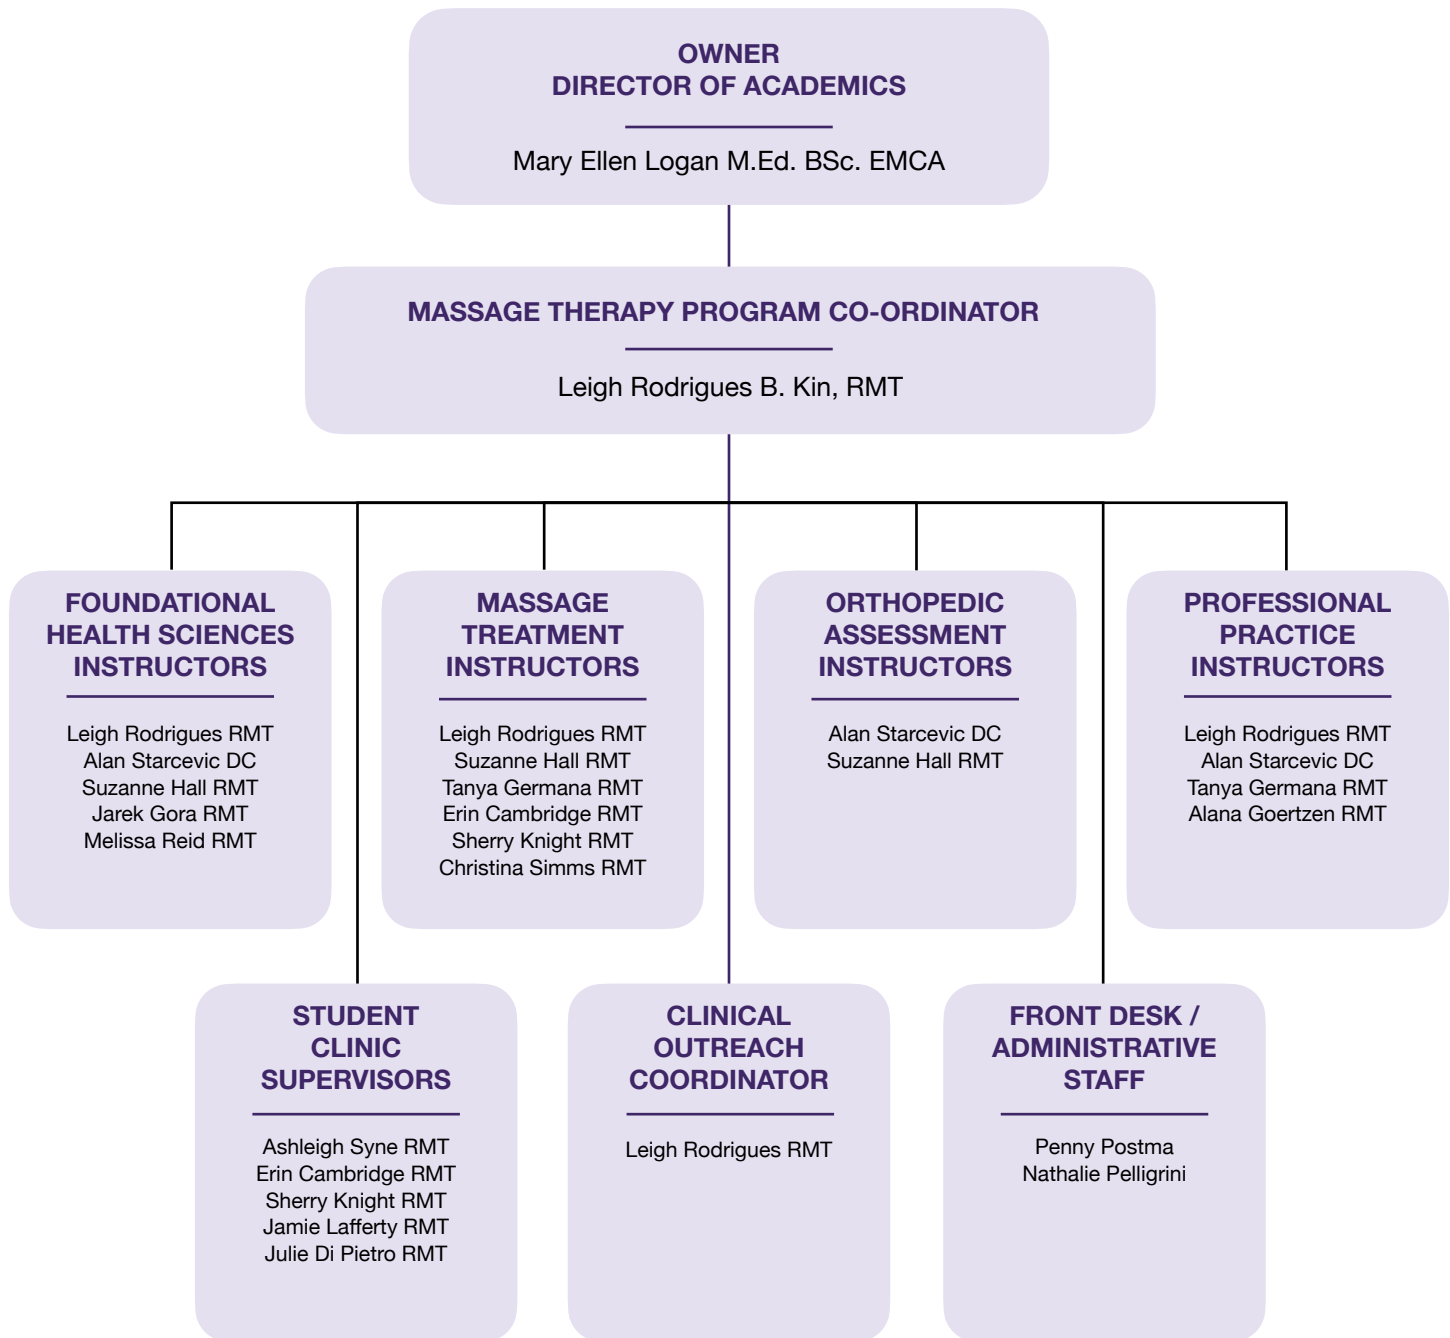 OWNER
DIRECTOR OF ACADEMICS
Mary Ellen Logan M.Ed. BSc. EMCA
MASSAGE THERAPY PROGRAM CO-ORDINATOR
Leigh Rodrigues B. Kin, RMT
FOUNDATIONAL
HEALTH SCIENCES
INSTRUCTORS
Leigh Rodrigues RMT
Alan Starcevic DC
Suzanne Hall RMT
Jarek Gora RMT
Melissa Reid RMT
MASSAGE
TREATMENT
INSTRUCTORS
Leigh Rodrigues RMT
Suzanne Hall RMT
Tanya Germana RMT
Erin Cambridge RMT
Sherry Knight RMT
Christina Simms RMT
ORTHOPEDIC
ASSESSMENT
INSTRUCTORS
Alan Starcevic DC
Suzanne Hall RMT
PROFESSIONAL
PRACTICE
INSTRUCTORS
Leigh Rodrigues RMT
Alan Starcevic DC
Tanya Germana RMT
Alana Goertzen RMT
STUDENT
CLINIC
SUPERVISORS
Ashleigh Syne RMT
Erin Cambridge RMT
Sherry Knight RMT
Jamie Lafferty RMT
Julie Di Pietro RMT
CLINICAL
OUTREACH
COORDINATOR
Leigh Rodrigues RMT
FRONT DESK /
ADMINISTRATIVE
STAFF
Penny Postma
Nathalie Pelligrini